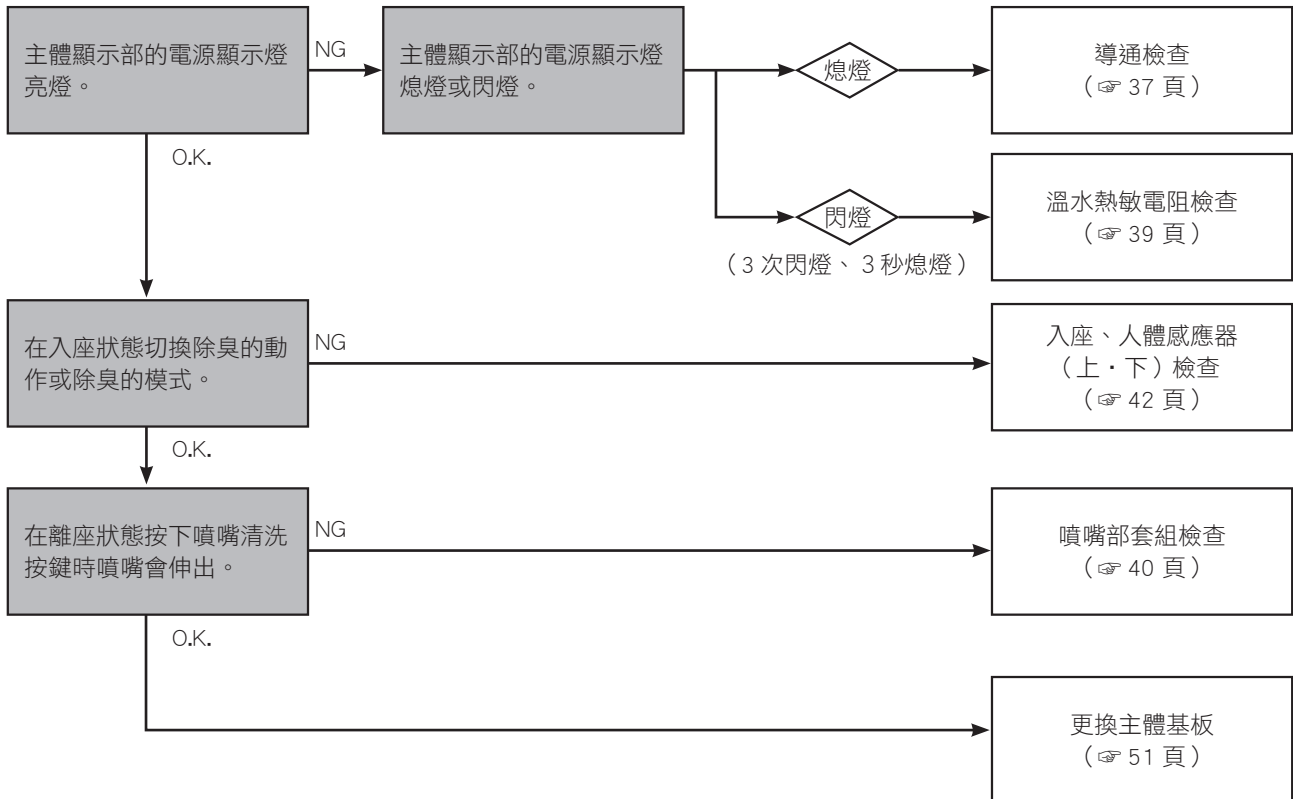 主體顯示部的電源顯示燈
亮燈。
NG
主體顯示部的電源顯示燈
熄燈或閃燈。
熄燈
導通檢查
（☞ 37 頁）
O.K.
閃燈
（3 次閃燈、3 秒熄燈）
溫水熱敏電阻檢查
（☞ 39 頁）
在入座狀態切換除臭的動
作或除臭的模式。
NG
入座、人體感應器
（上・下）檢查
（☞ 42 頁）
O.K.
在離座狀態按下噴嘴清洗
按鍵時噴嘴會伸出。
NG
噴嘴部套組檢查
（☞ 40 頁）
O.K.
更換主體基板
（☞ 51 頁）